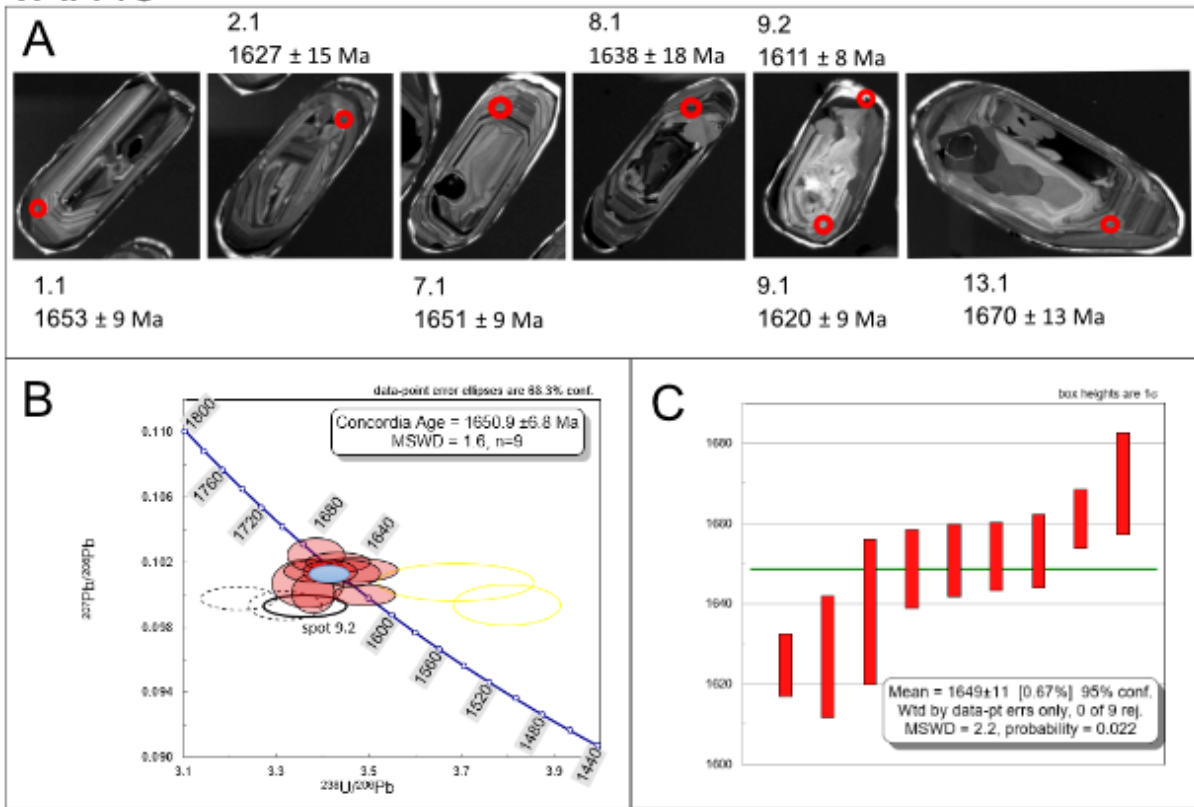 A
2.1
1627 ± 15 Ma
8.1
1638 ± 18 Ma
9.2
1611 ± 8 Ma
1.1
1653 ± 9 Ma
7.1
1651 ± 9 Ma
9.1
1620 ± 9 Ma
13.1
1670 ± 13 Ma
B
data-point error ellipses are 68.3% conf.
Concordia Age = 1650.9 ±6.8 Ma
MSWD = 1.6, n=9
0.110
0.106
0.102
0.098
0.094
0.090
1800
1760
1720
1680
1640
1600
1560
1520
1480
1440
spot 9.2
3.1
3.3
3.5
3.7
3.9
²³⁸U/²⁰⁶Pb
²⁰⁷Pb/²⁰⁶Pb
C
box heights are 1σ
1680
1660
1640
1620
1600
Mean = 1649±11 [0.67%] 95% conf.
Wtd by data-pt errs only, 0 of 9 rej.
MSWD = 2.2, probability = 0.022